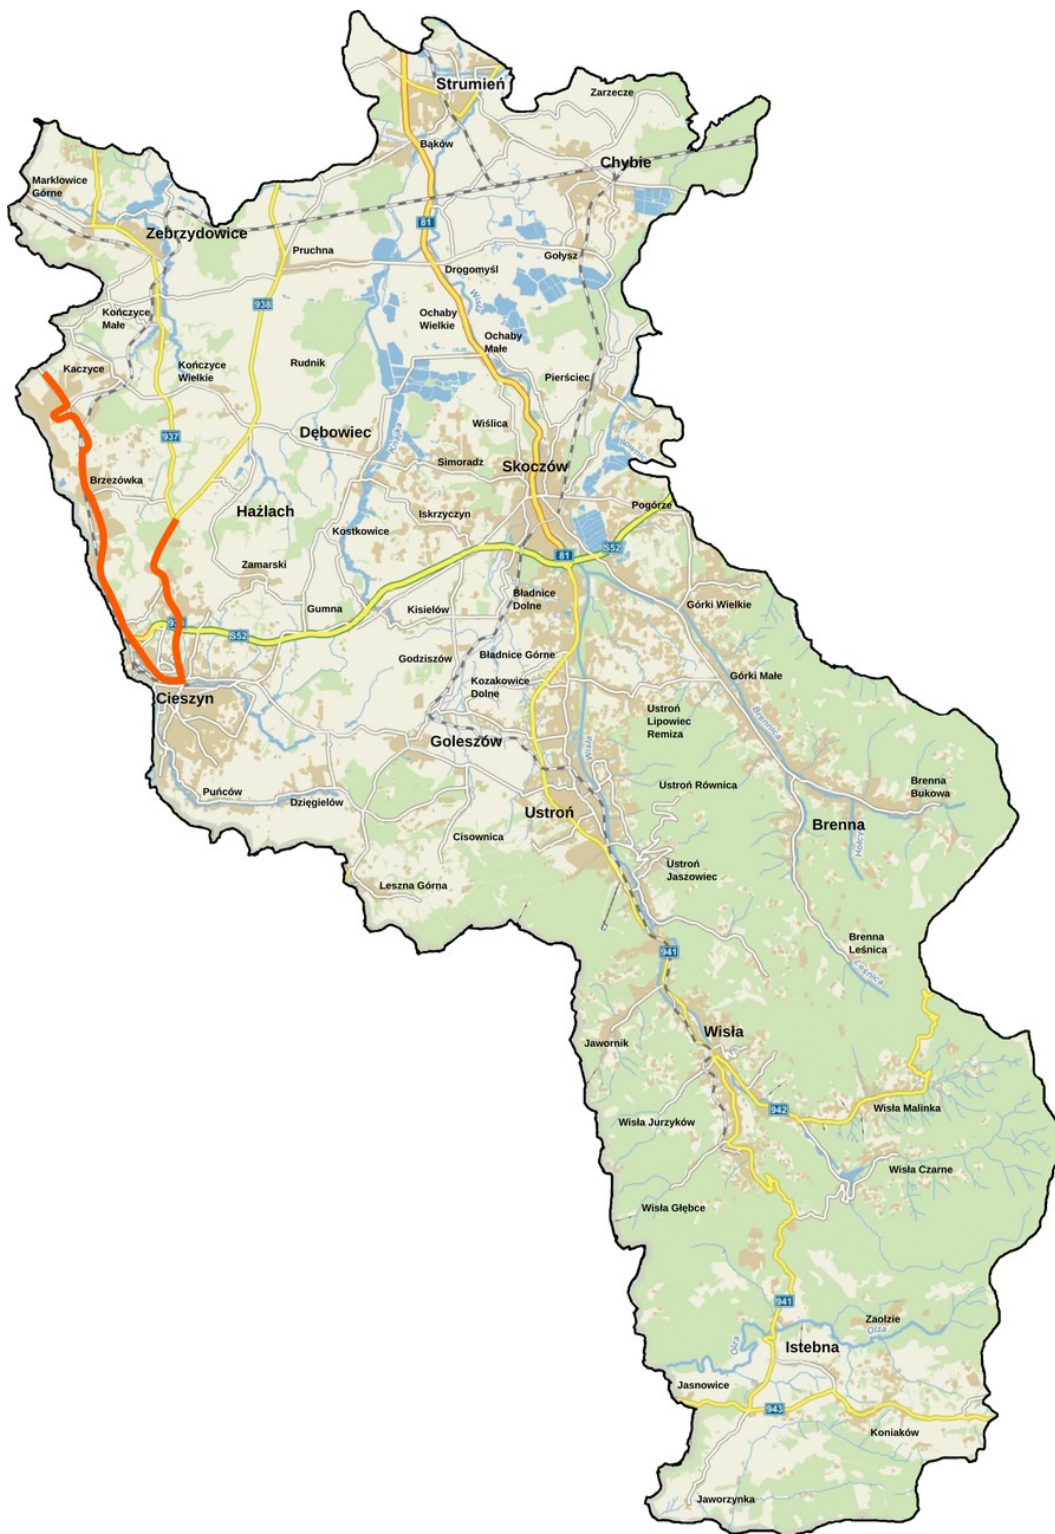 Strumień
Zarzecze
Bąków
Chybie
Marklowice
Górne
81
Zebrzydowice
Pruchna
Gołysz
Drogomyśl
Wisła
938
Kończyce
Małe
Ochaby
Wielkie
Ochaby
Małe
Kaczyce
Kończyce
Wielkie
Rudnik
Pierściec
937
Dębowiec
Knajka
Wiślica
Iłownica
Simoradz
Skoczów
Brzezówka
Hażlach
Iskrzyczyn
Pogórze
Kostkowice
S52
81
Zamarski
Bładnice
Dolne
Górki Wielkie
Gumna
Kisielów
S52
Godziszów
Bładnice Górne
Kozakowice
Dolne
Górki Małe
Cieszyn
Ustroń
Lipowiec
Remiza
Brennica
Goleszów
Wisła
Puńców
Dzięgielów
Ustroń Równica
Brenna
Bukowa
Ustroń
Brenna
Hołcyna
Cisownica
Leszna Górna
Ustroń
Jaszowiec
941
Brenna
Leśnica
Leśnica
Wisła
Jawornik
942
Wisła Malinka
Wisła Jurzyków
Wisła Czarne
Wisła Głębce
941
Zaolzie
Olza
Olza
Istebna
Jasnowice
943
Koniaków
Jaworzynka